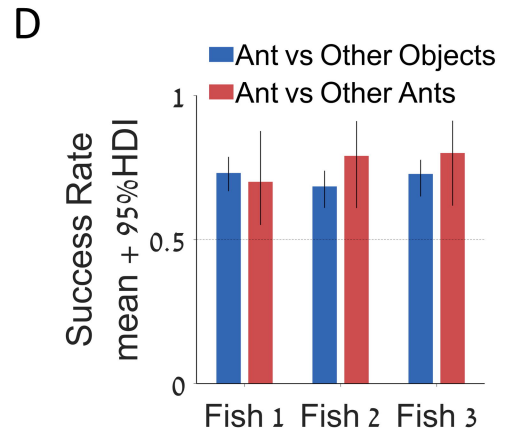 D
Ant vs Other Objects
Ant vs Other Ants
Success Rate
mean + 95%HDI
1
0.5
0
Fish 1 Fish 2 Fish 3